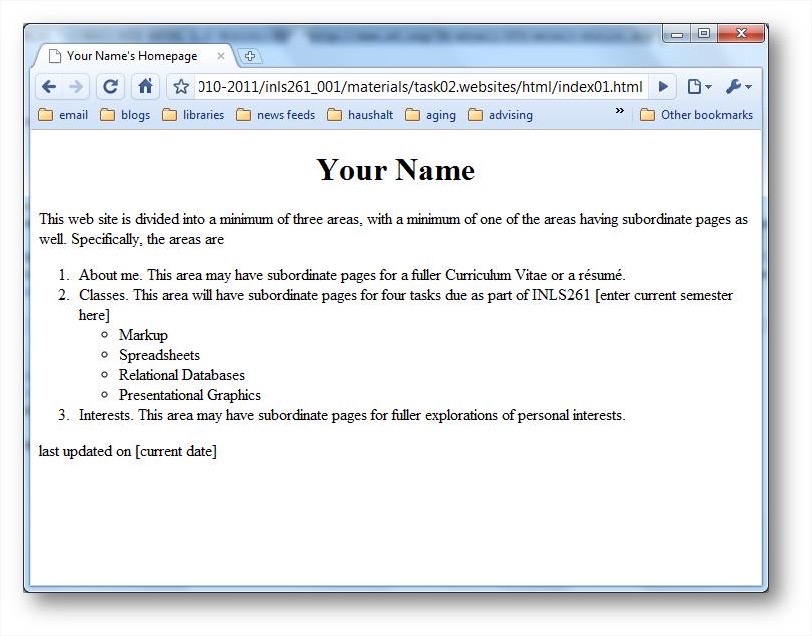 Your Name's Homepage
010-2011/inls261_001/materials/task02.websites/html/index01.html
email blogs libraries news feeds haushalt aging advising » Other bookmarks
Your Name
This web site is divided into a minimum of three areas, with a minimum of one of the areas having subordinate pages as
well. Specifically, the areas are
1. About me. This area may have subordinate pages for a fuller Curriculum Vitae or a résumé.
2. Classes. This area will have subordinate pages for four tasks due as part of INLS261 [enter current semester
here]
Markup
Spreadsheets
Relational Databases
Presentational Graphics
3. Interests. This area may have subordinate pages for fuller explorations of personal interests.
last updated on [current date]